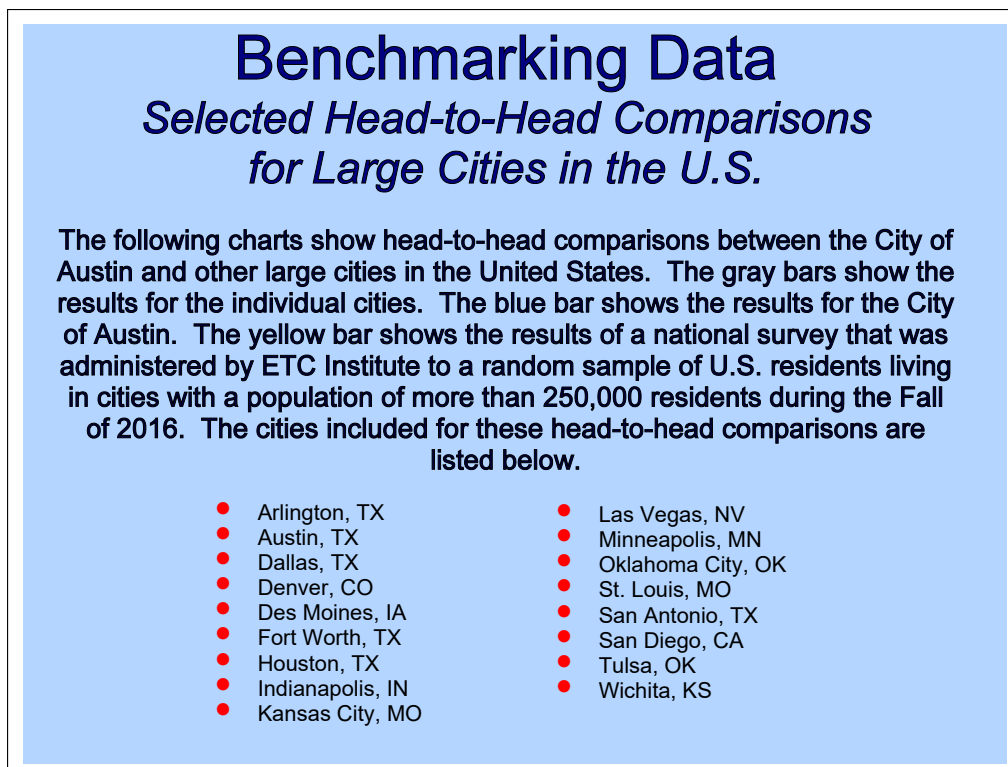 Benchmarking Data
Selected Head-to-Head Comparisons
for Large Cities in the U.S.
The following charts show head-to-head comparisons between the City of
Austin and other large cities in the United States.  The gray bars show the
results for the individual cities.  The blue bar shows the results for the City
of Austin.  The yellow bar shows the results of a national survey that was
administered by ETC Institute to a random sample of U.S. residents living
in cities with a population of more than 250,000 residents during the Fall
of 2016.  The cities included for these head-to-head comparisons are
listed below.
Arlington, TX
Austin, TX
Dallas, TX
Denver, CO
Des Moines, IA
Fort Worth, TX
Houston, TX
Indianapolis, IN
Kansas City, MO
Las Vegas, NV
Minneapolis, MN
Oklahoma City, OK
St. Louis, MO
San Antonio, TX
San Diego, CA
Tulsa, OK
Wichita, KS